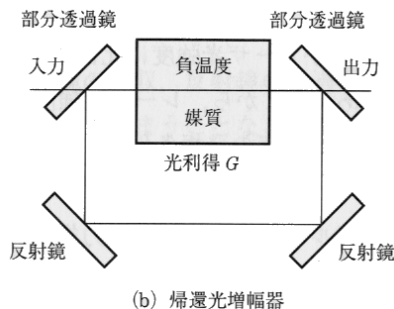 部分透過鏡 部分透過鏡
入力 負温度 出力
媒質
光利得 G
反射鏡 反射鏡
(b) 帰還光増幅器